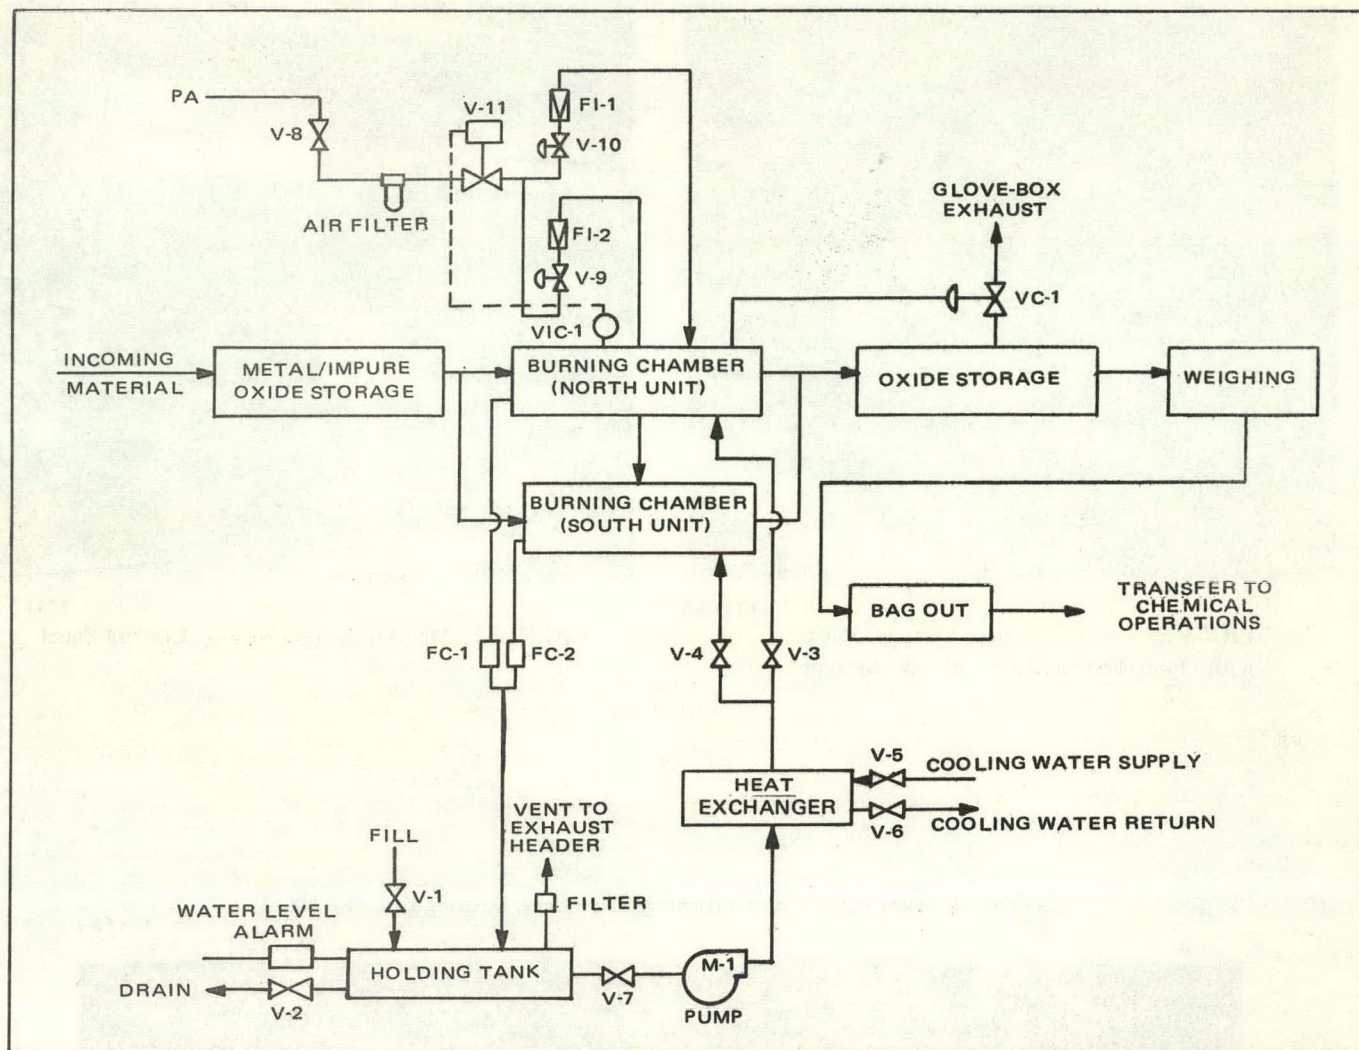 PA
V-8
AIR FILTER
V-11
FI-1
V-10
FI-2
V-9
VIC-1
GLOVE-BOX
EXHAUST
VC-1
INCOMING
MATERIAL
METAL/IMPURE
OXIDE STORAGE
BURNING CHAMBER
(NORTH UNIT)
OXIDE STORAGE
WEIGHING
BURNING CHAMBER
(SOUTH UNIT)
BAG OUT
TRANSFER TO
CHEMICAL
OPERATIONS
FC-1
FC-2
V-4
V-3
HEAT
EXCHANGER
V-5
COOLING WATER SUPPLY
V-6
COOLING WATER RETURN
VENT TO
EXHAUST
HEADER
FILTER
FILL
V-1
WATER LEVEL
ALARM
DRAIN
V-2
HOLDING TANK
V-7
M-1
PUMP